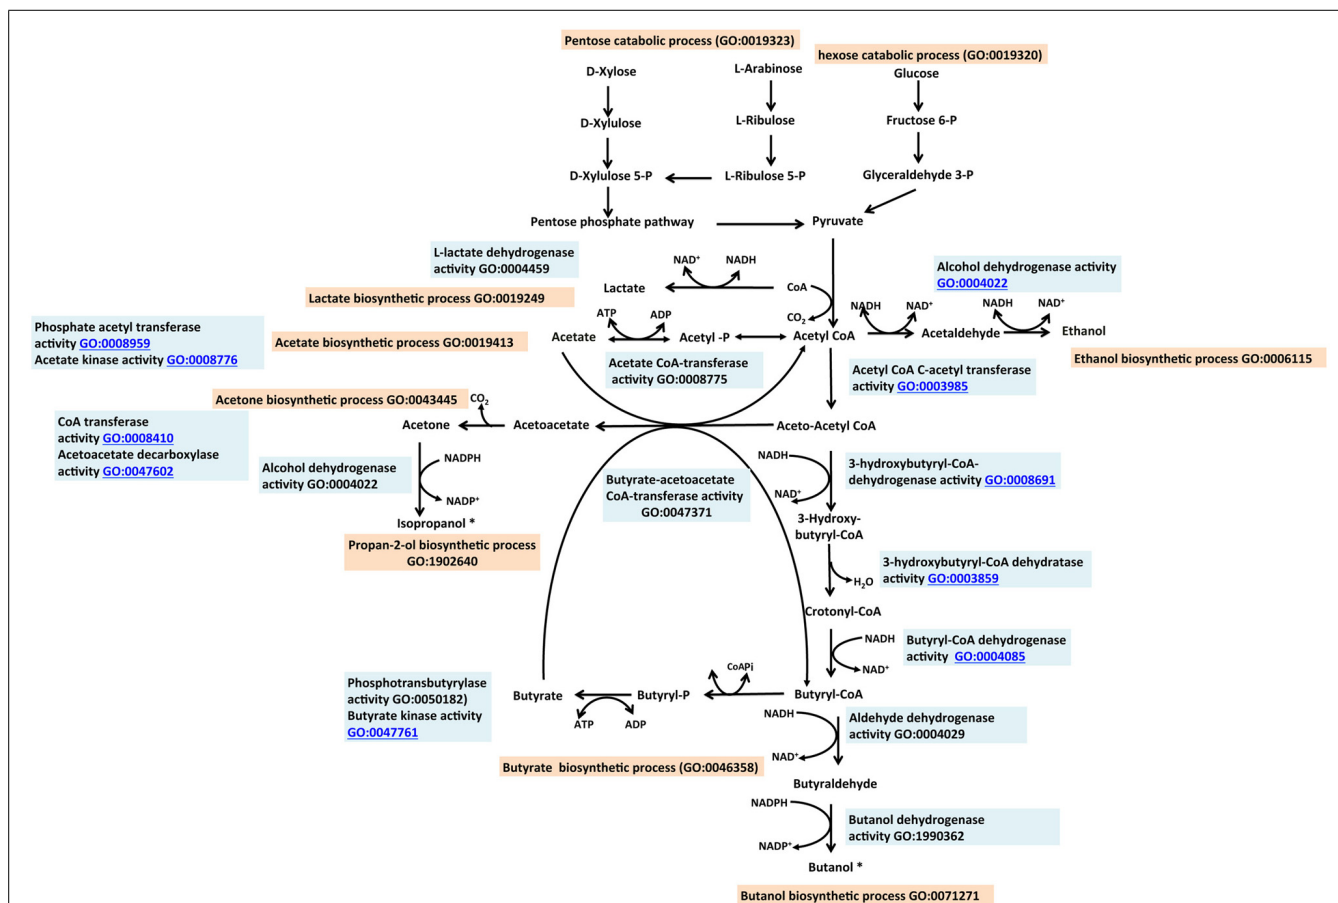 Pentose catabolic process (GO:0019323)
hexose catabolic process (GO:0019320)
D-Xylose
L-Arabinose
Glucose
D-Xylulose
L-Ribulose
Fructose 6-P
D-Xylulose 5-P
L-Ribulose 5-P
Glyceraldehyde 3-P
Pentose phosphate pathway
Pyruvate
L-lactate dehydrogenase
activity GO:0004459
NAD⁺
NADH
Lactate
CoA
Lactate biosynthetic process GO:0019249
CO₂
Alcohol dehydrogenase activity
GO:0004022
NADH
NAD⁺
NADH
NAD⁺
Phosphate acetyl transferase
activity GO:0008959
Acetate kinase activity GO:0008776
Acetate biosynthetic process GO:0019413
ATP
ADP
Acetate
Acetyl -P
Acetyl CoA
Acetaldehyde
Ethanol
Ethanol biosynthetic process GO:0006115
Acetate CoA-transferase
activity GO:0008775
Acetyl CoA C-acetyl transferase
activity GO:0003985
Acetone biosynthetic process GO:0043445
CO₂
CoA transferase
activity GO:0008410
Acetoacetate decarboxylase
activity GO:0047602
Acetone
Acetoacetate
Aceto-Acetyl CoA
Alcohol dehydrogenase
activity GO:0004022
NADPH
NADP⁺
Butyrate-acetoacetate
CoA-transferase activity
GO:0047371
NADH
NAD⁺
3-hydroxybutyryl-CoA-
dehydrogenase activity GO:0008691
Isopropanol *
Propan-2-ol biosynthetic process
GO:1902640
3-Hydroxy-
butyryl-CoA
3-hydroxybutyryl-CoA dehydratase
activity GO:0003859
H₂O
Crotonyl-CoA
NADH
NAD⁺
Butyryl-CoA dehydrogenase
activity GO:0004085
Phosphotransbutyrylase
activity GO:0050182)
Butyrate kinase activity
GO:0047761
Butyrate
Butyryl-P
CoAPi
Butyryl-CoA
ATP
ADP
NADH
NAD⁺
Aldehyde dehydrogenase
activity GO:0004029
Butyrate biosynthetic process (GO:0046358)
Butyraldehyde
NADPH
NADP⁺
Butanol dehydrogenase
activity GO:1990362
Butanol *
Butanol biosynthetic process GO:0071271